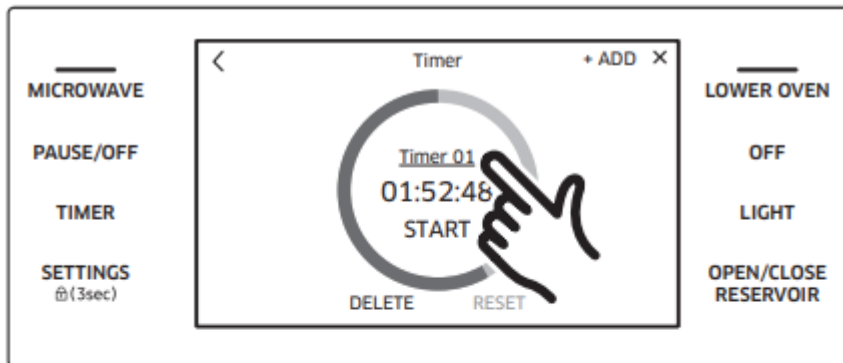 MICROWAVE
PAUSE/OFF
TIMER
SETTINGS
(3sec)
< Timer + ADD ×
Timer 01
01:52:48
START
DELETE RESET
LOWER OVEN
OFF
LIGHT
OPEN/CLOSE
RESERVOIR